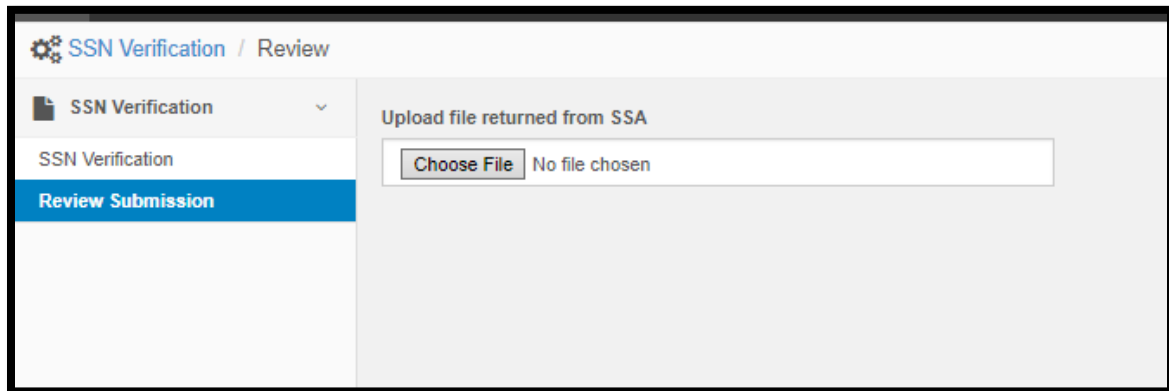 SSN Verification / Review
SSN Verification
Upload file returned from SSA
Choose File No file chosen
SSN Verification
Review Submission